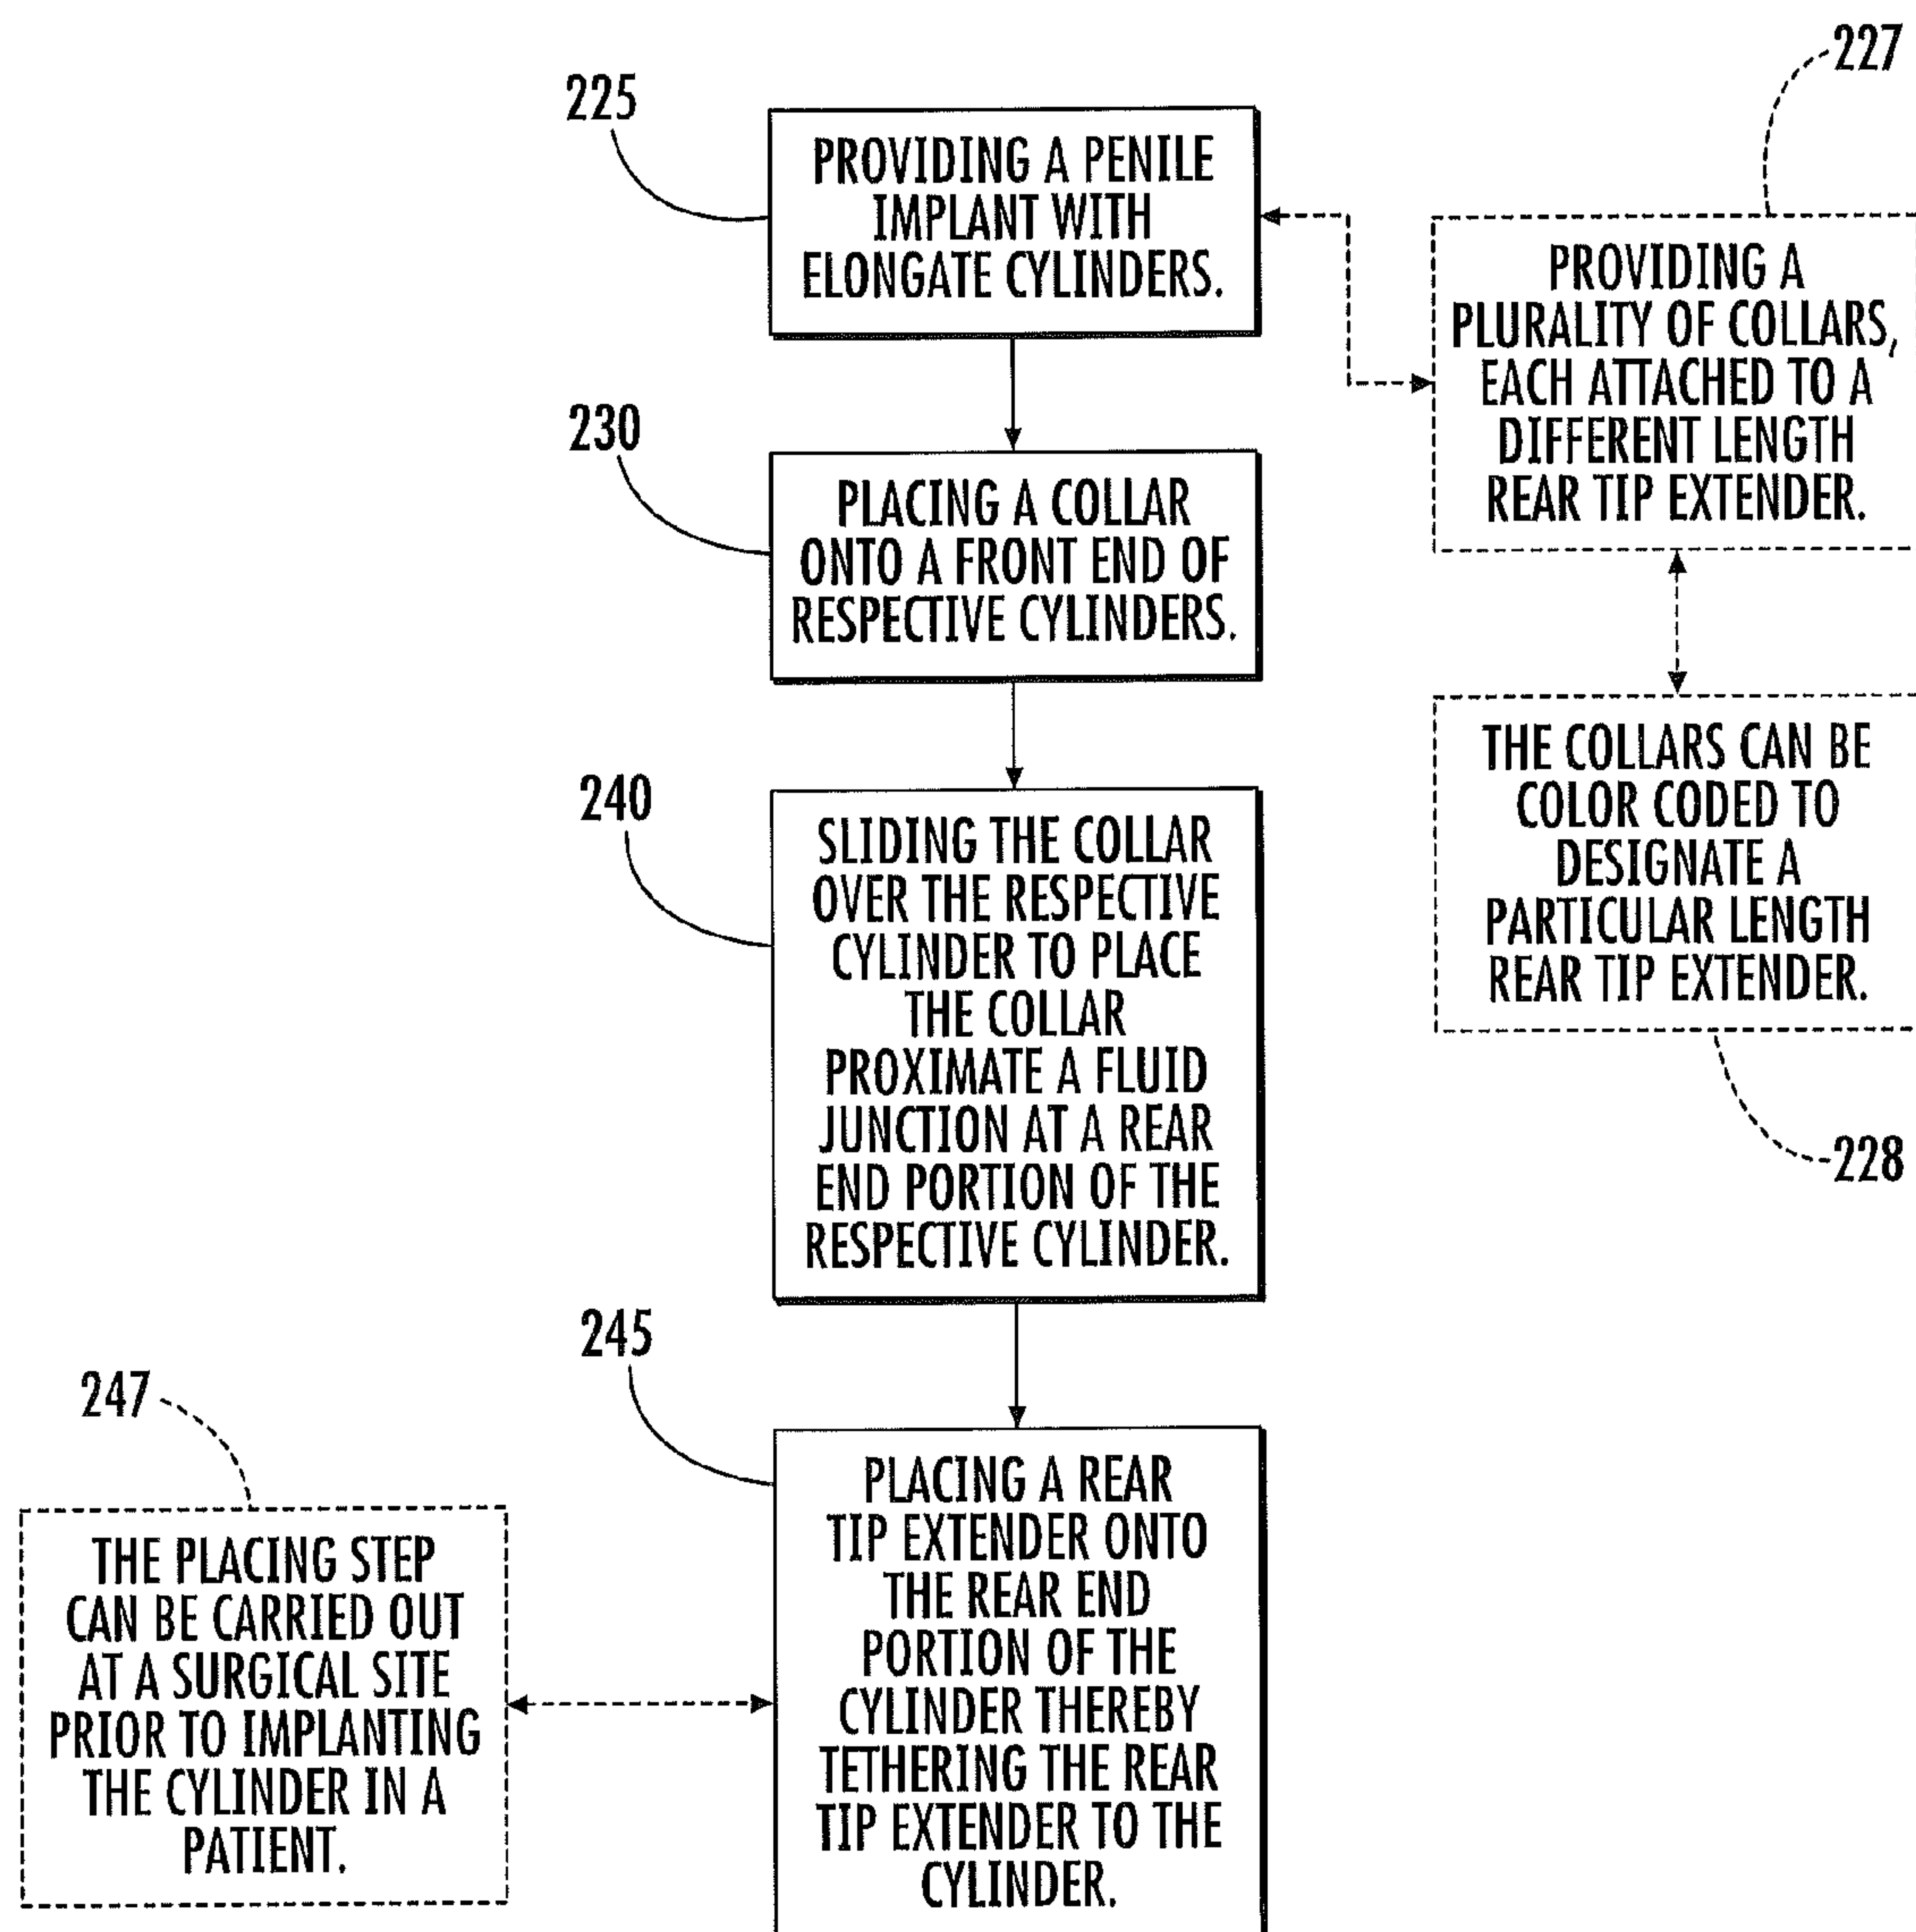 227
225
PROVIDING A PENILE
IMPLANT WITH
ELONGATE CYLINDERS.
PROVIDING A
PLURALITY OF COLLARS,
EACH ATTACHED TO A
DIFFERENT LENGTH
REAR TIP EXTENDER.
230
PLACING A COLLAR
ONTO A FRONT END OF
RESPECTIVE CYLINDERS.
THE COLLARS CAN BE
COLOR CODED TO
DESIGNATE A
PARTICULAR LENGTH
REAR TIP EXTENDER.
228
240
SLIDING THE COLLAR
OVER THE RESPECTIVE
CYLINDER TO PLACE
THE COLLAR
PROXIMATE A FLUID
JUNCTION AT A REAR
END PORTION OF THE
RESPECTIVE CYLINDER.
245
PLACING A REAR
TIP EXTENDER ONTO
THE REAR END
PORTION OF THE
CYLINDER THEREBY
TETHERING THE REAR
TIP EXTENDER TO THE
CYLINDER.
247
THE PLACING STEP
CAN BE CARRIED OUT
AT A SURGICAL SITE
PRIOR TO IMPLANTING
THE CYLINDER IN A
PATIENT.